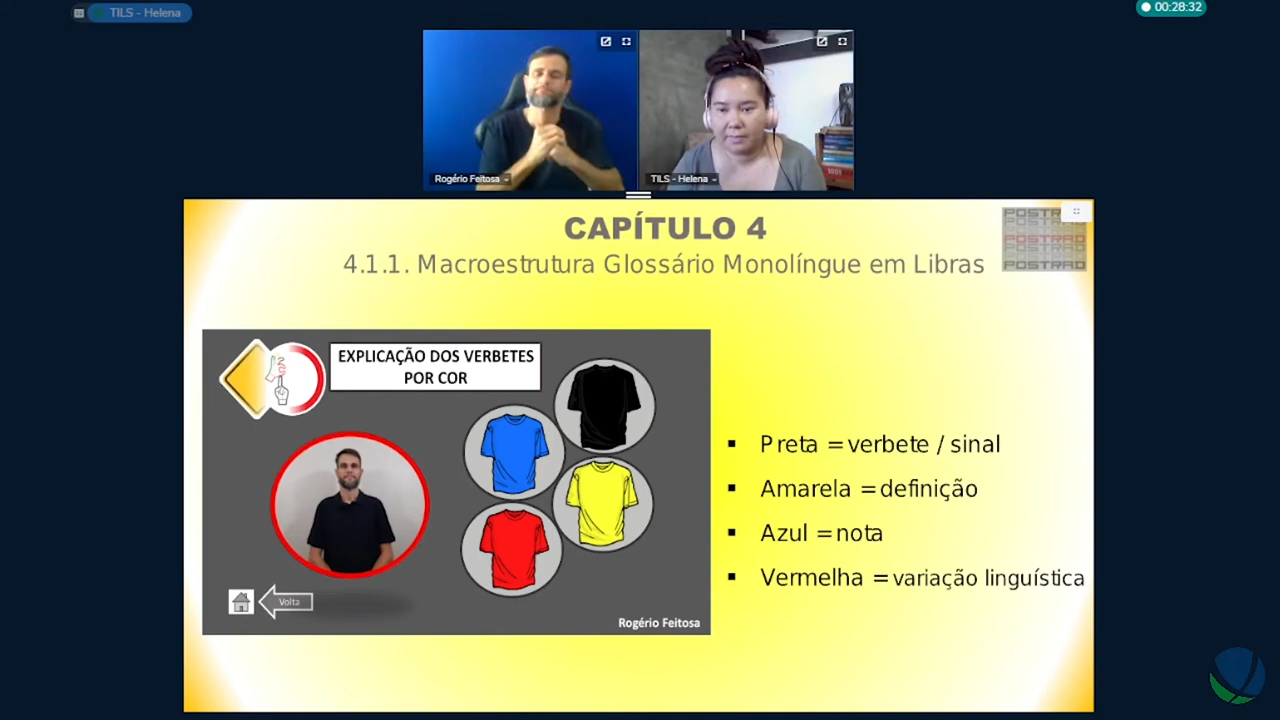 TILS - Helena
00:28:32
Rogério Feitosa
TILS - Helena
CAPÍTULO 4
4.1.1. Macroestrutura Glossário Monolíngue em Libras
POSTRAD
POSTRAD
POSTRAD
EXPLICAÇÃO DOS VERBETES
POR COR
Volta
Rogério Feitosa
▪ Preta = verbete / sinal
▪ Amarela = definição
▪ Azul = nota
▪ Vermelha = variação linguística